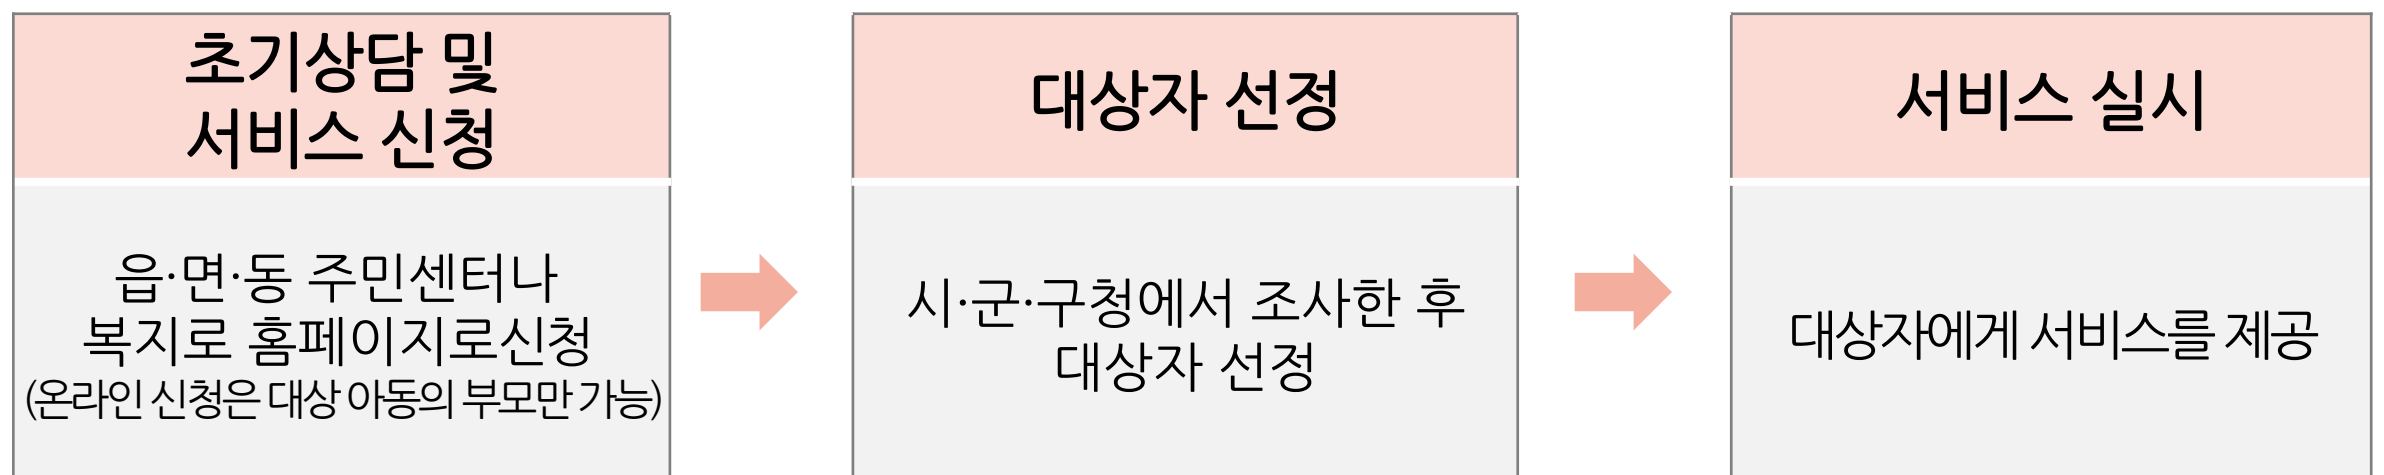 초기상담 및
서비스 신청
읍·면·동 주민센터나
복지로 홈페이지로신청
(온라인 신청은 대상 아동의 부모만 가능)
대상자 선정
시·군·구청에서 조사한 후
대상자 선정
서비스 실시
대상자에게 서비스를 제공